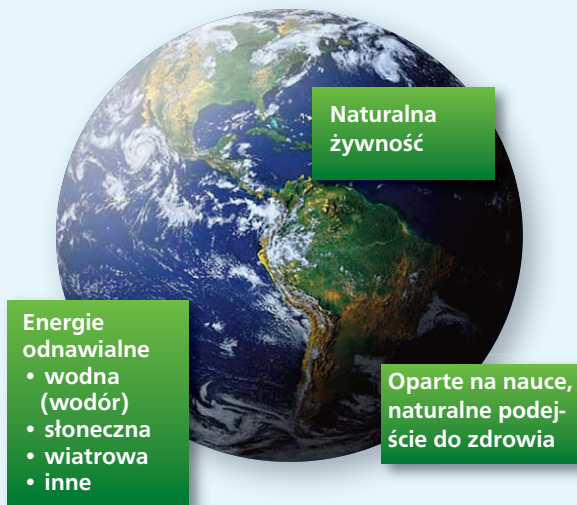 Naturalna
żywność
Energie
odnawialne
• wodna
(wodór)
• słoneczna
• wiatrowa
• inne
Oparte na nauce,
naturalne podej-
ście do zdrowia